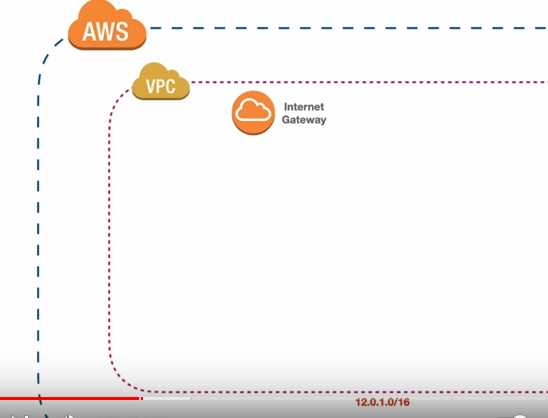 AWS
VPC
Internet
Gateway
12.0.1.0/16